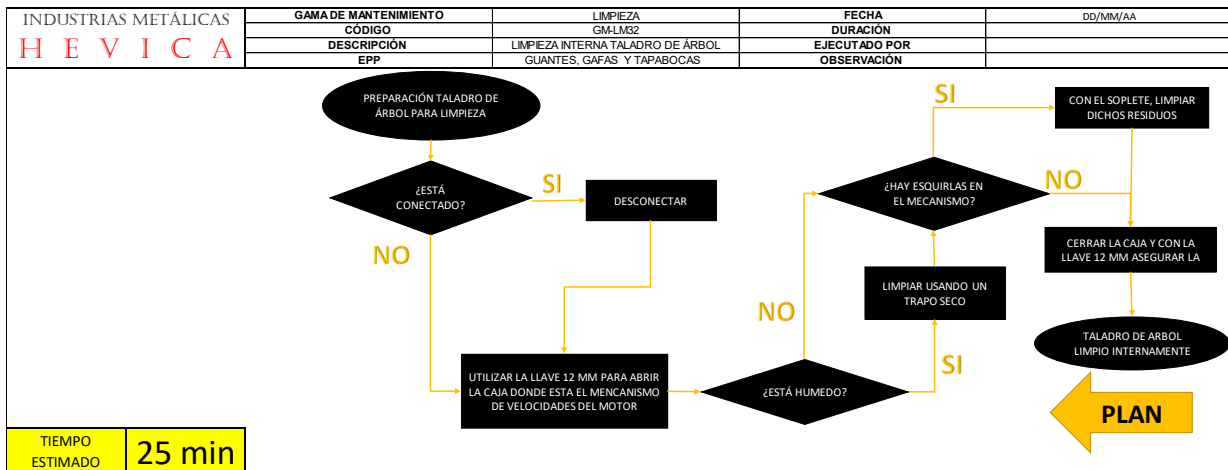 INDUSTRIAS METÁLICAS
H E V I C A
GAMA DE MANTENIMIENTO LIMPIEZA FECHA DD/MM/AA
CÓDIGO GM-LM32 DURACIÓN
DESCRIPCIÓN LIMPIEZA INTERNA TALADRO DE ÁRBOL EJECUTADO POR
EPP GUANTES, GAFAS Y TAPABOCAS OBSERVACIÓN
PREPARACIÓN TALADRO DE
ÁRBOL PARA LIMPIEZA
¿ESTÁ
CONECTADO?
SI
DESCONECTAR
NO
UTILIZAR LA LLAVE 12 MM PARA ABRIR
LA CAJA DONDE ESTA EL MENCANISMO
DE VELOCIDADES DEL MOTOR
¿ESTÁ HUMEDO?
SI
LIMPIAR USANDO UN
TRAPO SECO
NO
¿HAY ESQUIRLAS EN
EL MECANISMO?
SI
CON EL SOPLETE, LIMPIAR
DICHOS RESIDUOS
NO
CERRAR LA CAJA Y CON LA
LLAVE 12 MM ASEGURAR LA
TALADRO DE ARBOL
LIMPIO INTERNAMENTE
PLAN
TIEMPO
ESTIMADO
25 min